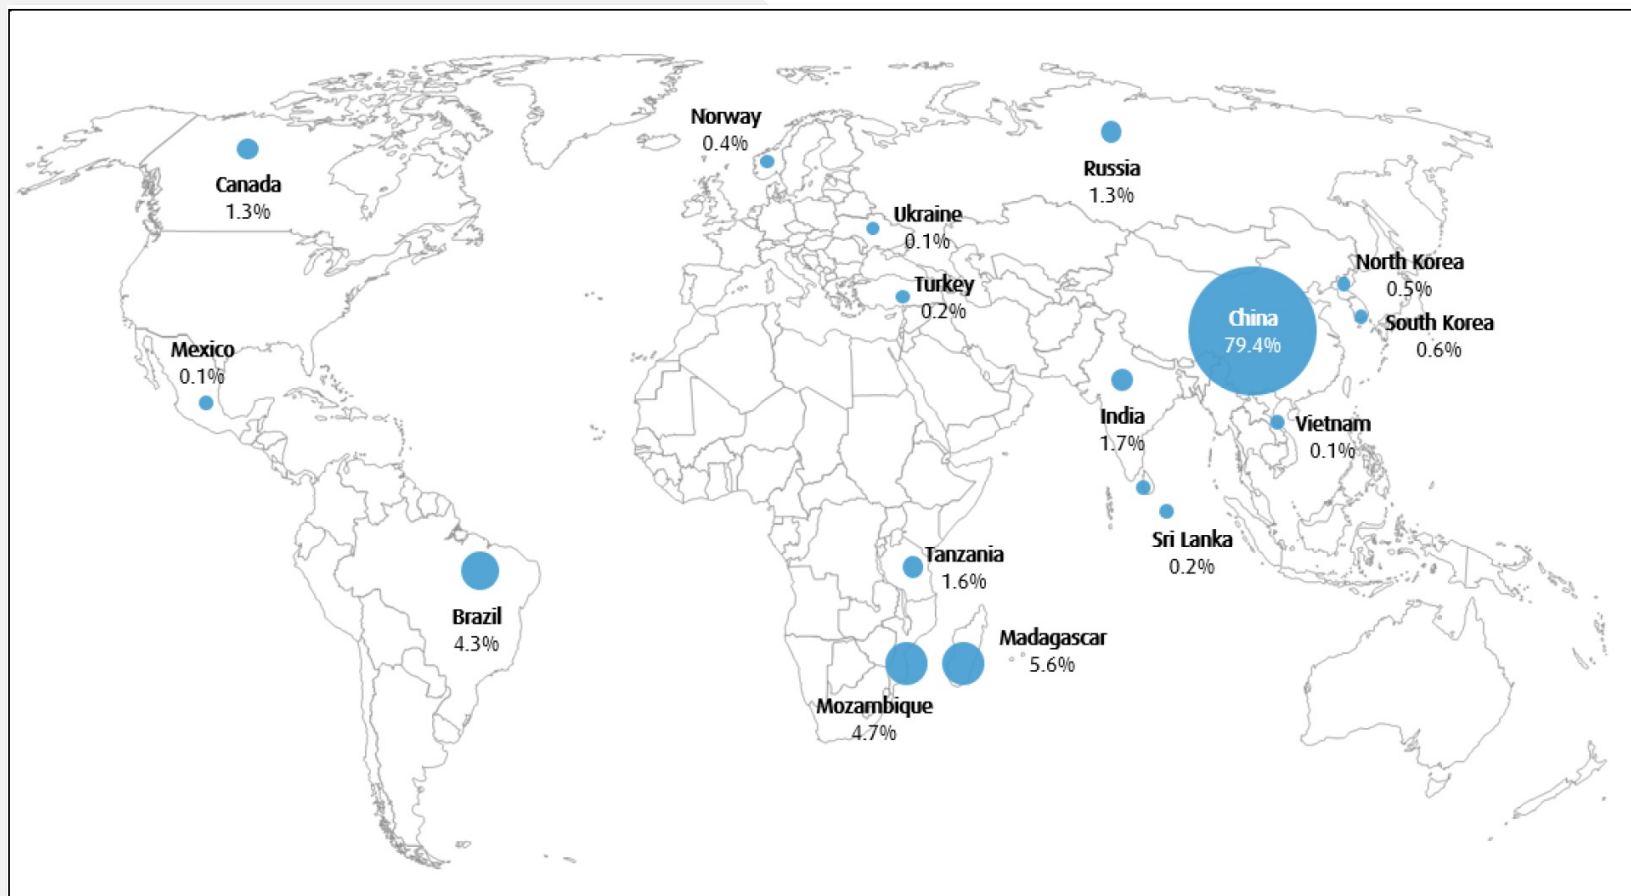 Norway
0.4%
Canada
1.3%
Russia
1.3%
Ukraine
0.1%
North Korea
0.5%
Turkey
0.2%
China
79.4%
South Korea
0.6%
Mexico
0.1%
India
1.7%
Vietnam
0.1%
Sri Lanka
0.2%
Tanzania
1.6%
Brazil
4.3%
Madagascar
5.6%
Mozambique
4.7%